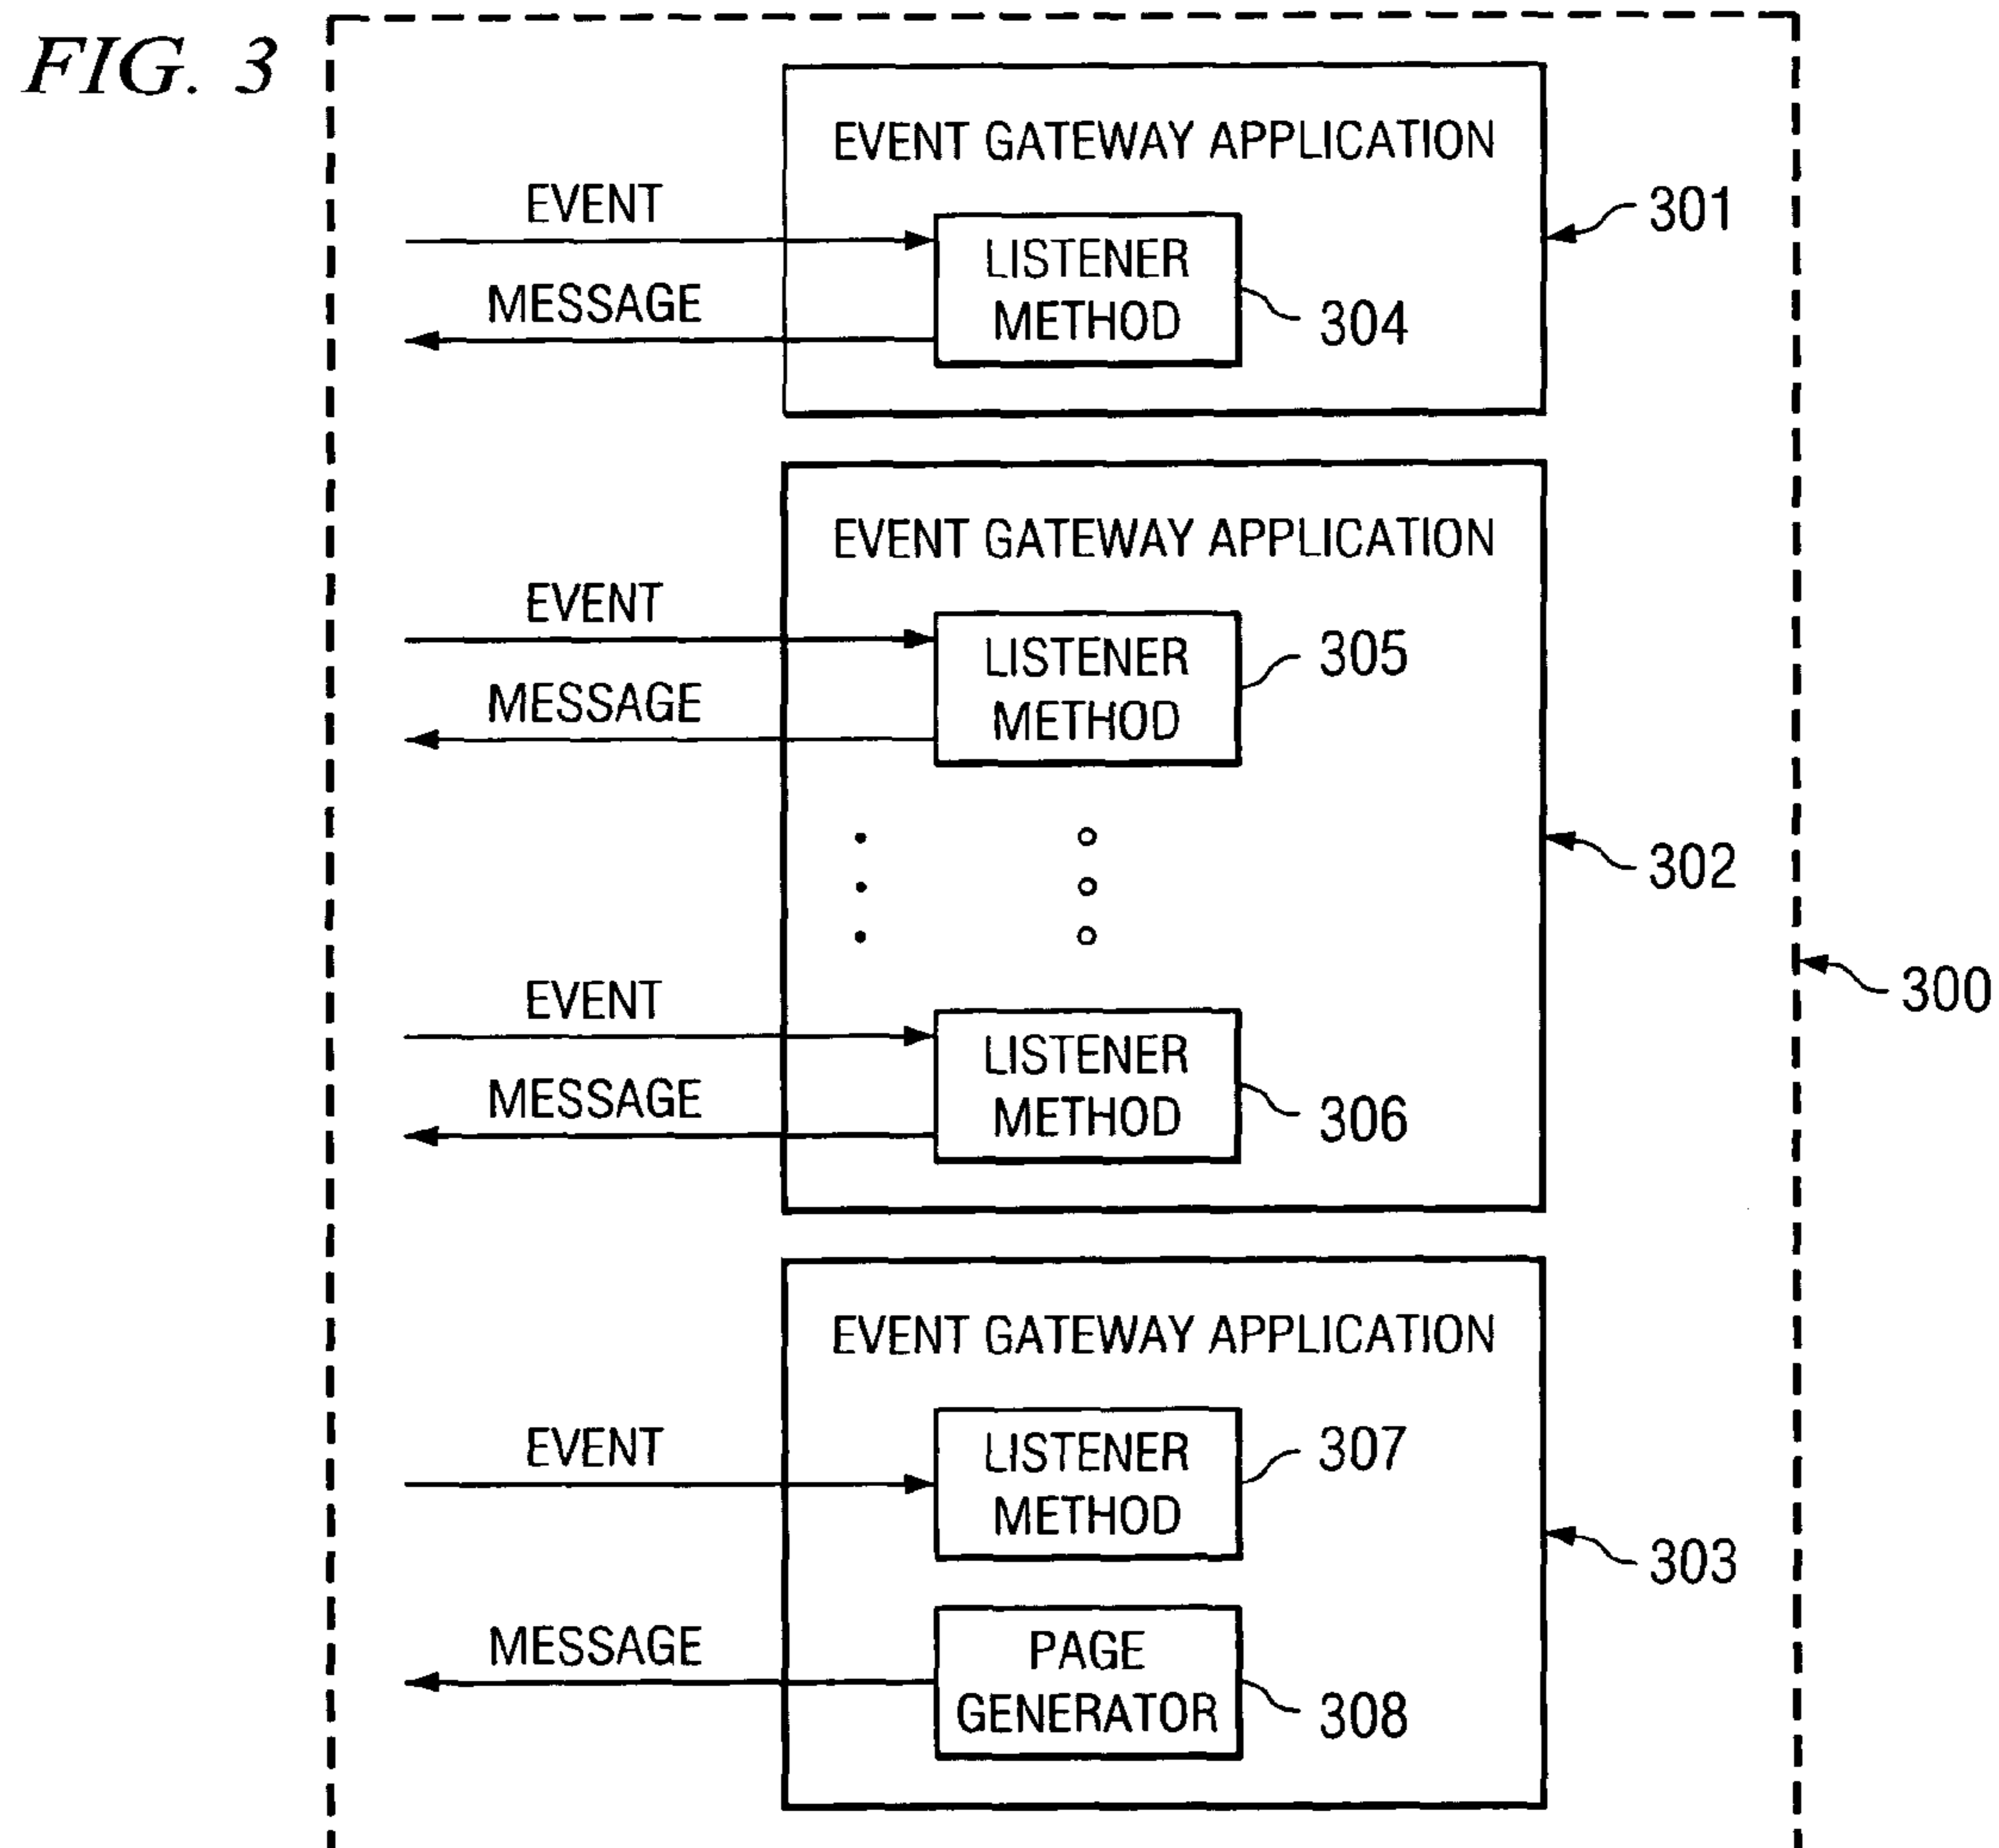 FIG. 3
EVENT GATEWAY APPLICATION
EVENT
LISTENER
METHOD
MESSAGE
301
304
EVENT GATEWAY APPLICATION
EVENT
LISTENER
METHOD
MESSAGE
305
302
EVENT
LISTENER
METHOD
MESSAGE
306
300
EVENT GATEWAY APPLICATION
EVENT
LISTENER
METHOD
307
303
MESSAGE
PAGE
GENERATOR
308